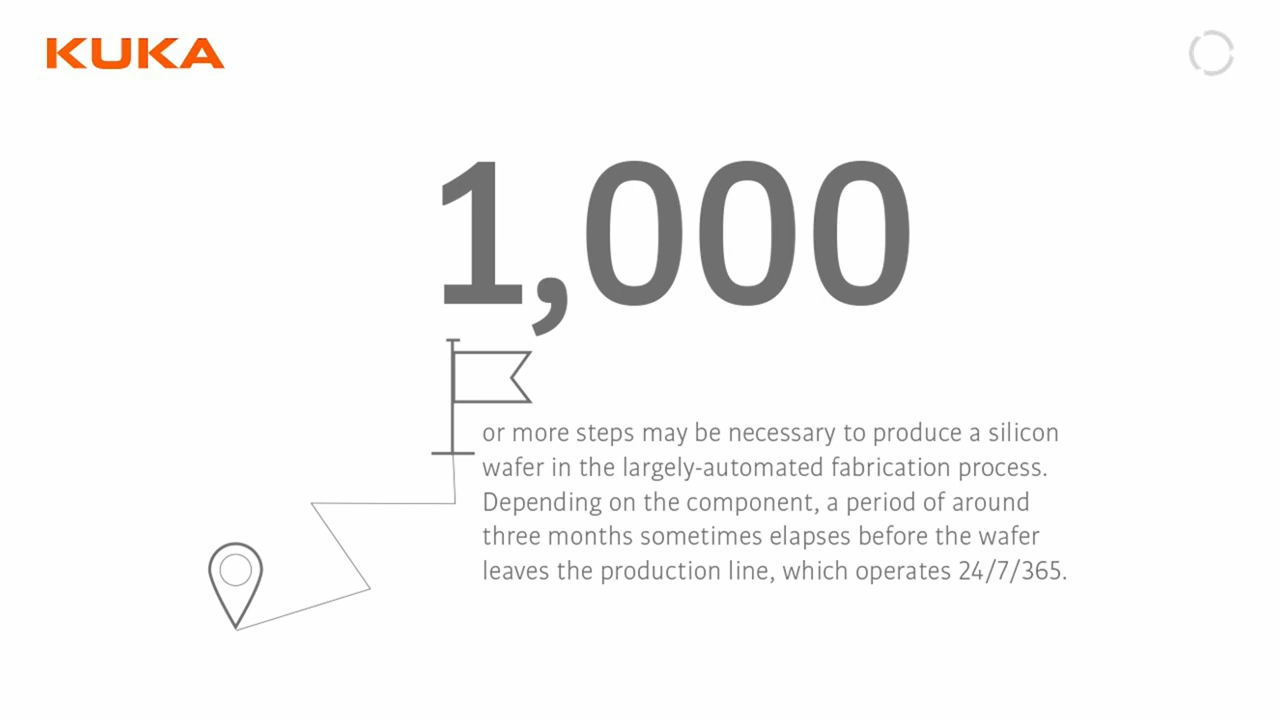 KUKA
1,000
or more steps may be necessary to produce a silicon
wafer in the largely-automated fabrication process.
Depending on the component, a period of around
three months sometimes elapses before the wafer
leaves the production line, which operates 24/7/365.